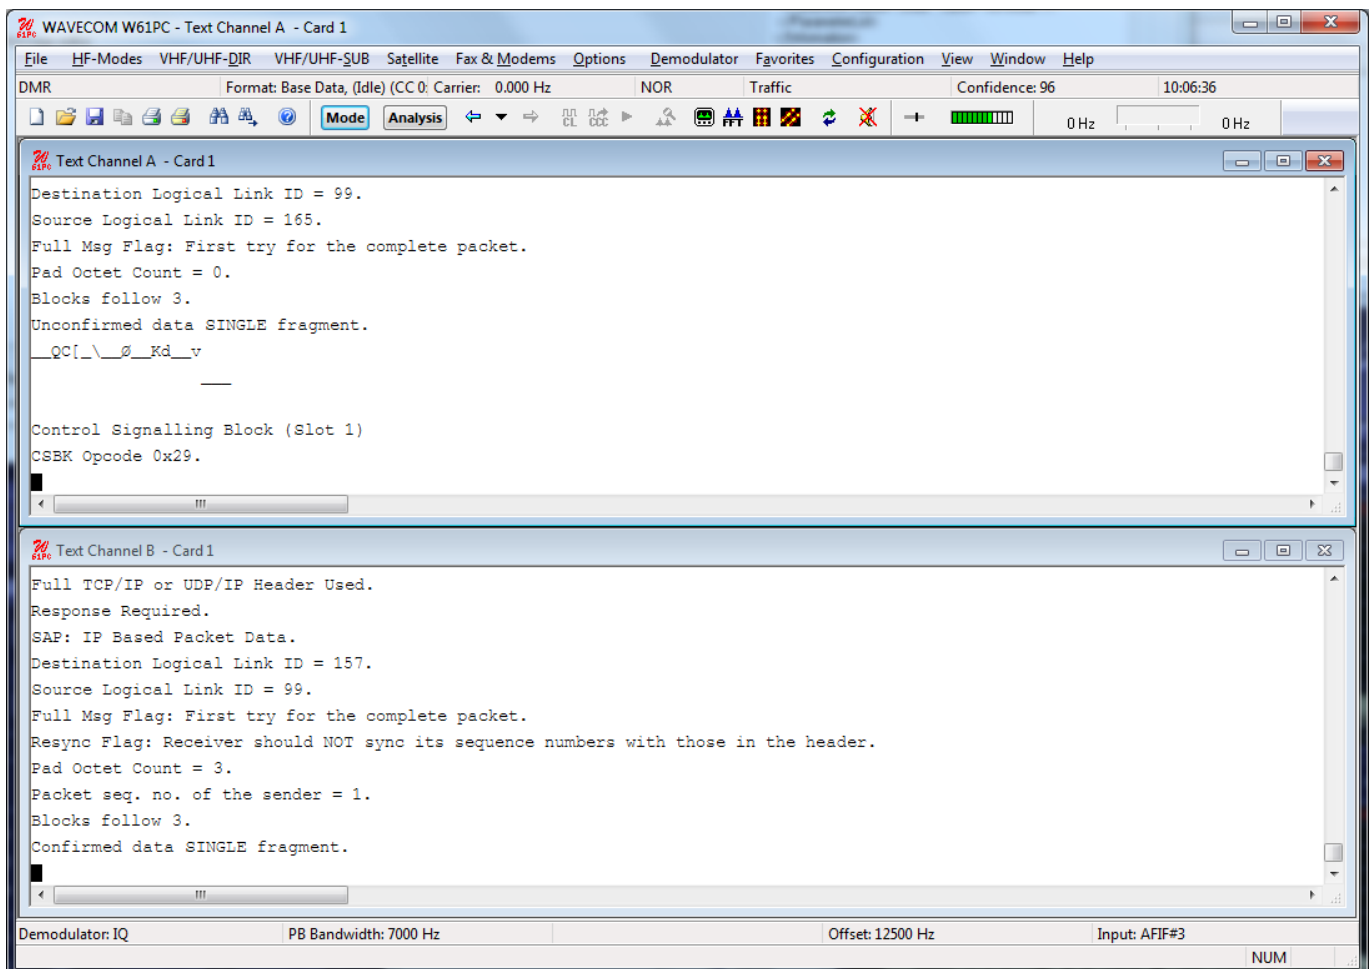 WAVECOM W61PC - Text Channel A - Card 1
File HF-Modes VHF/UHF-DIR VHF/UHF-SUB Satellite Fax & Modems Options Demodulator Favorites Configuration View Window Help
DMR Format: Base Data, (Idle) (CC 0: Carrier: 0.000 Hz NOR Traffic Confidence: 96 10:06:36
Mode Analysis CL CCC 0 Hz 0 Hz
Text Channel A - Card 1
Destination Logical Link ID = 99.
Source Logical Link ID = 165.
Full Msg Flag: First try for the complete packet.
Pad Octet Count = 0.
Blocks follow 3.
Unconfirmed data SINGLE fragment.
__QC[_\__Ø__Kd__v
___
Control Signalling Block (Slot 1)
CSBK Opcode 0x29.
Text Channel B - Card 1
Full TCP/IP or UDP/IP Header Used.
Response Required.
SAP: IP Based Packet Data.
Destination Logical Link ID = 157.
Source Logical Link ID = 99.
Full Msg Flag: First try for the complete packet.
Resync Flag: Receiver should NOT sync its sequence numbers with those in the header.
Pad Octet Count = 3.
Packet seq. no. of the sender = 1.
Blocks follow 3.
Confirmed data SINGLE fragment.
Demodulator: IQ PB Bandwidth: 7000 Hz Offset: 12500 Hz Input: AFIF#3
NUM